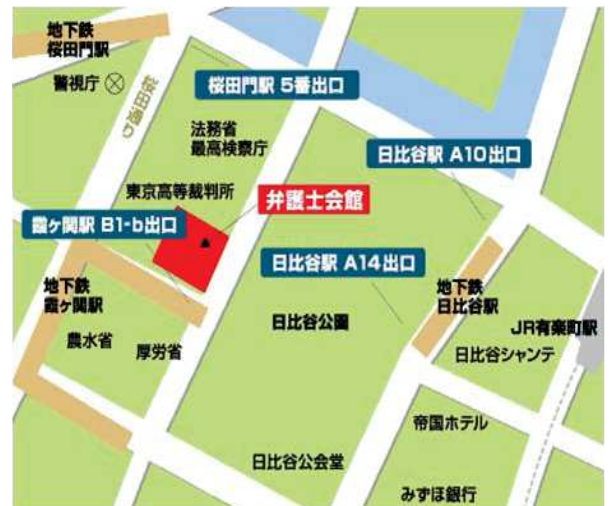 地下鉄
桜田門駅
警視庁
桜田通り
桜田門駅 5番出口
法務省
最高検察庁
日比谷駅 A10出口
東京高等裁判所
弁護士会館
霞ヶ関駅 B1-b出口
日比谷駅 A14出口
地下鉄
霞ヶ関駅
地下鉄
日比谷駅
日比谷公園
JR有楽町駅
農水省
厚労省
日比谷シャンテ
帝国ホテル
日比谷公会堂
みずほ銀行